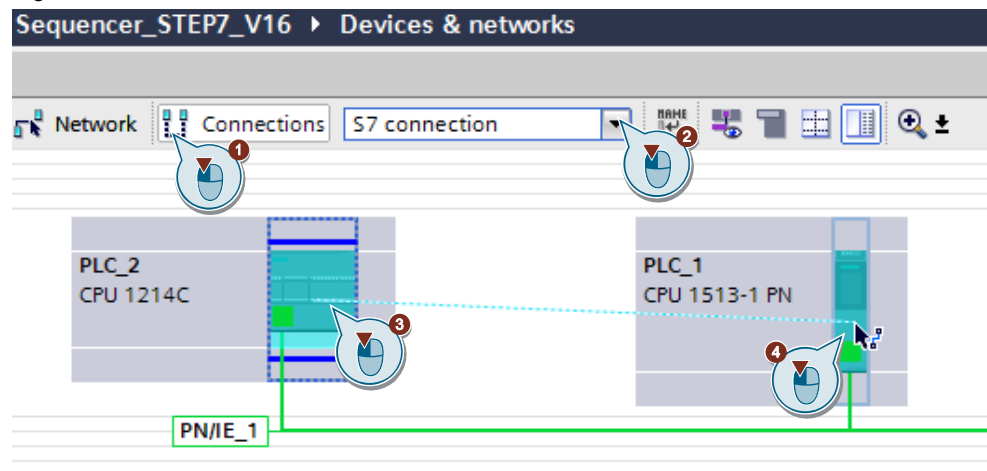 Sequencer_STEP7_V16 ▸ Devices & networks
Network Connections S7 connection NAME
1 2
PLC_2 PLC_1
CPU 1214C CPU 1513-1 PN
3
4
PN/IE_1